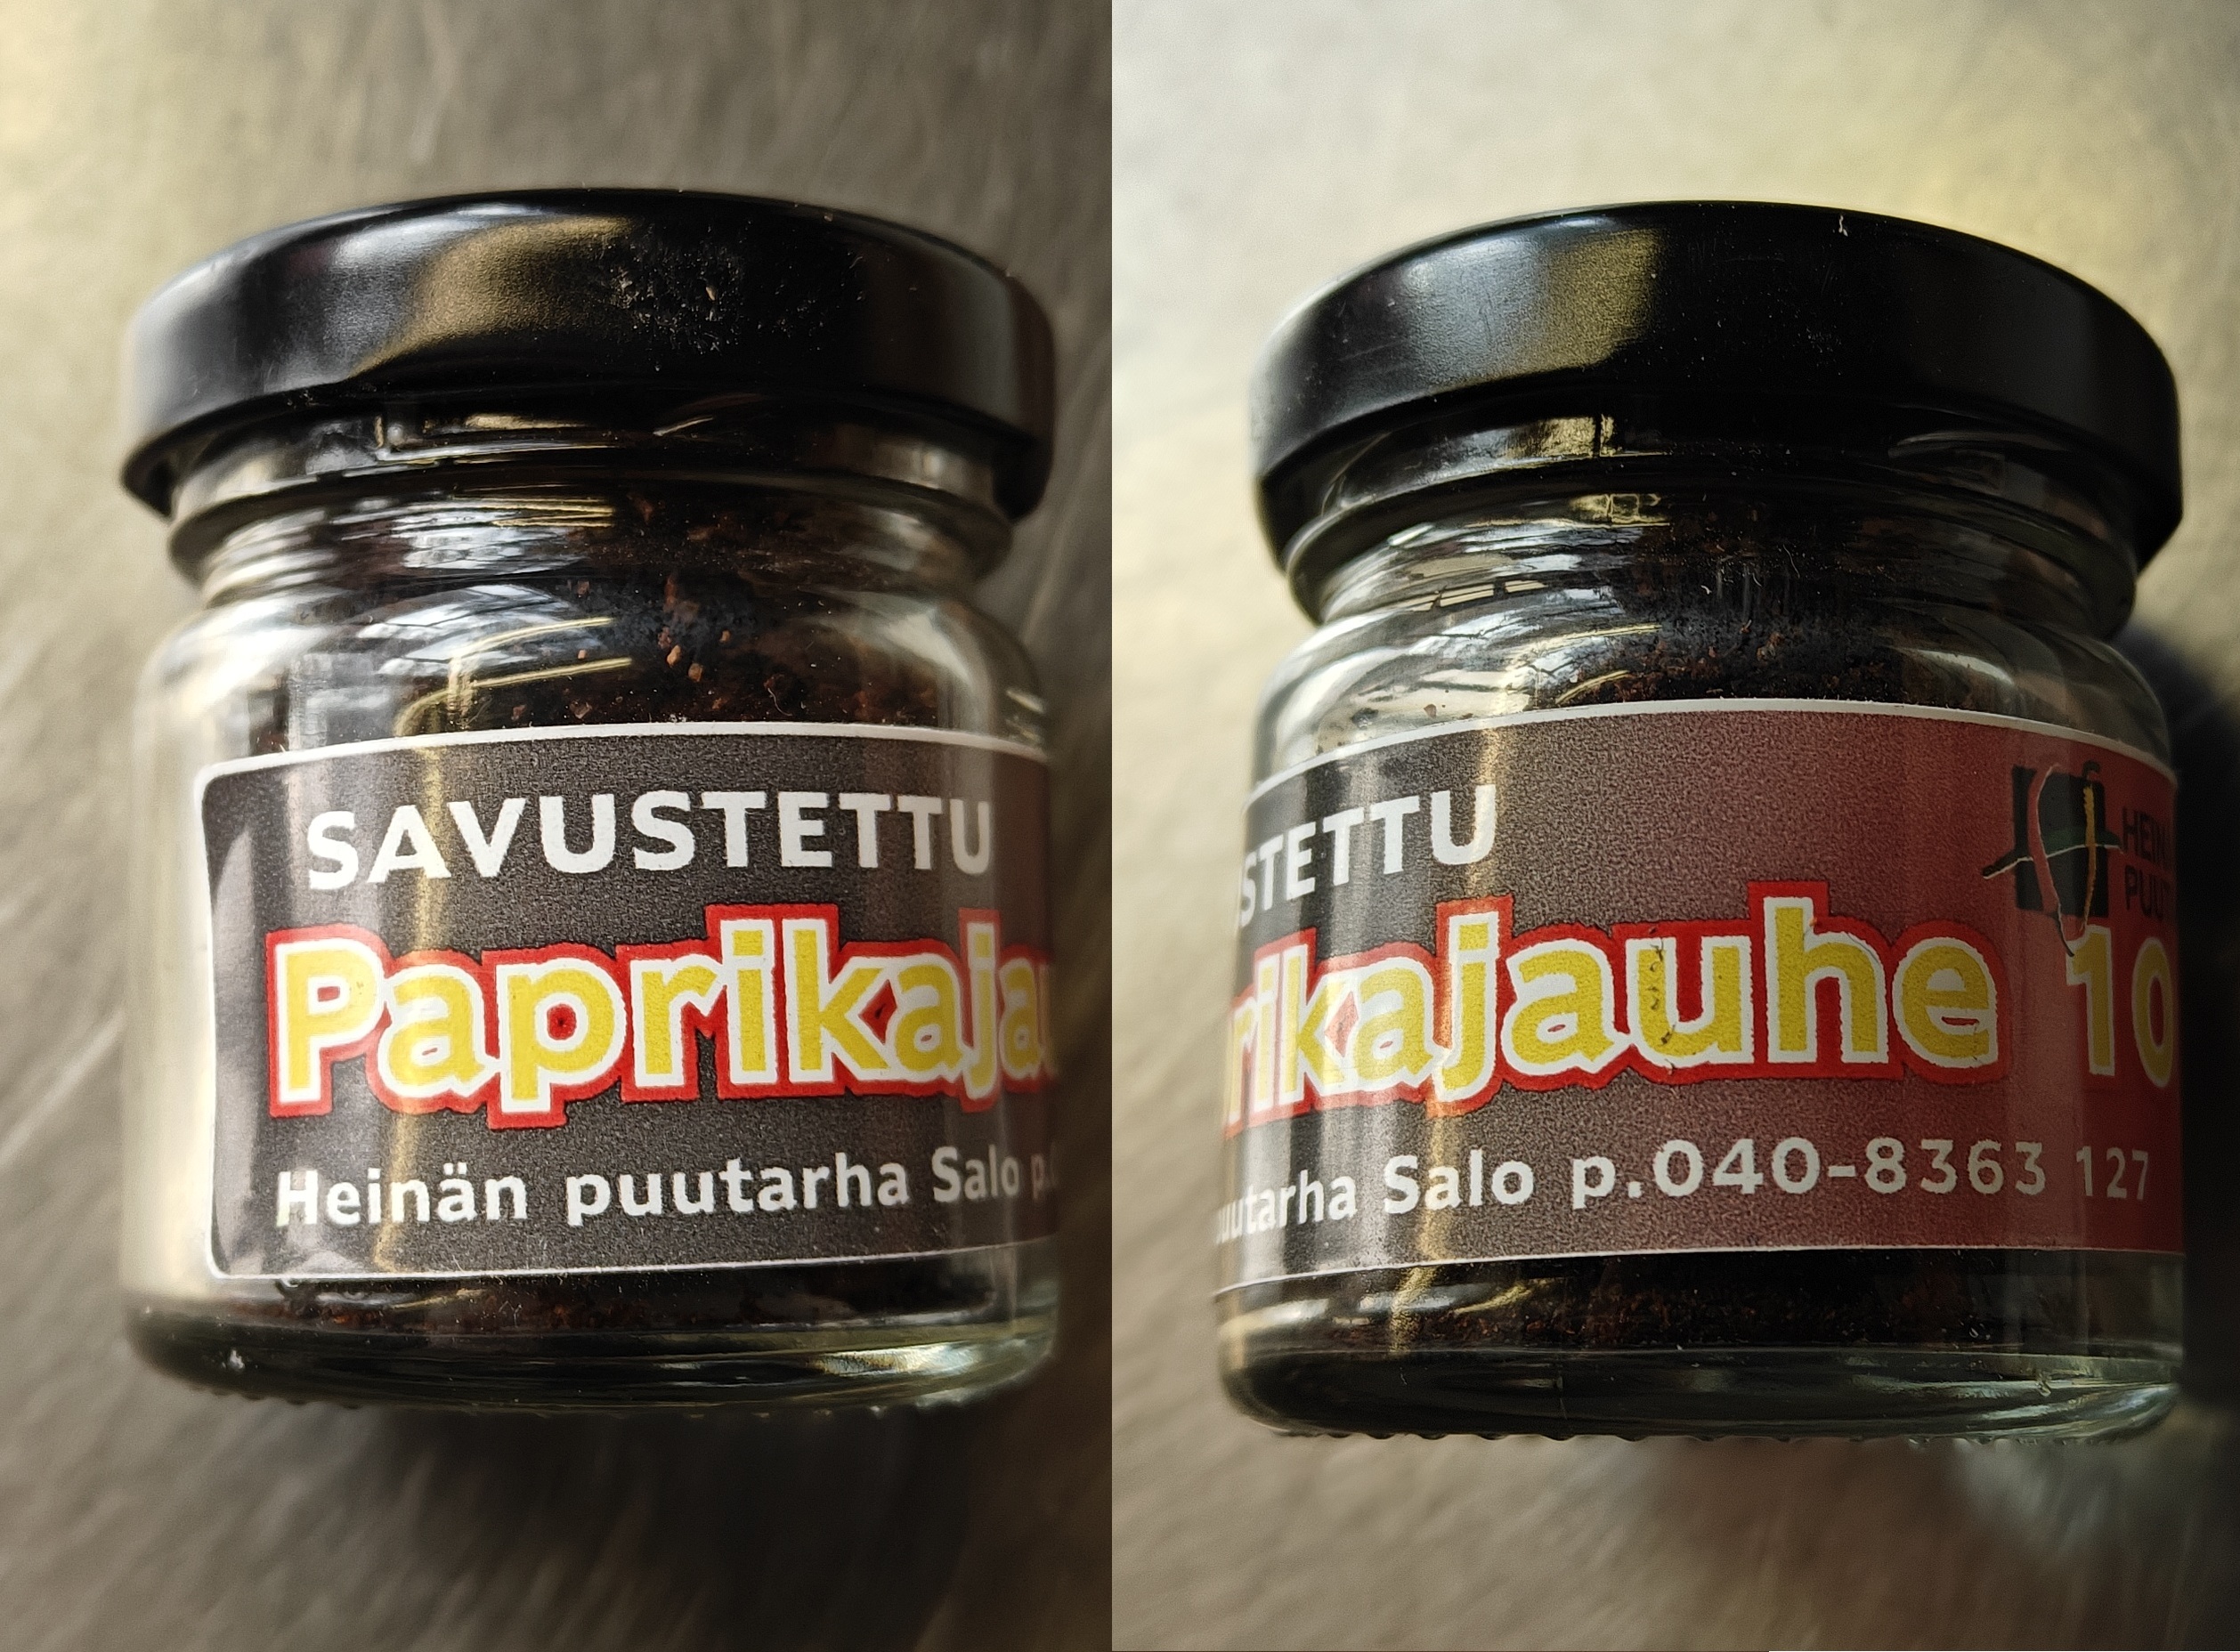 SAVUSTETTU
Paprikaja
Heinän puutarha Salo p.
STETTU
rikajauhe 10
uutarha Salo p.040-8363 127